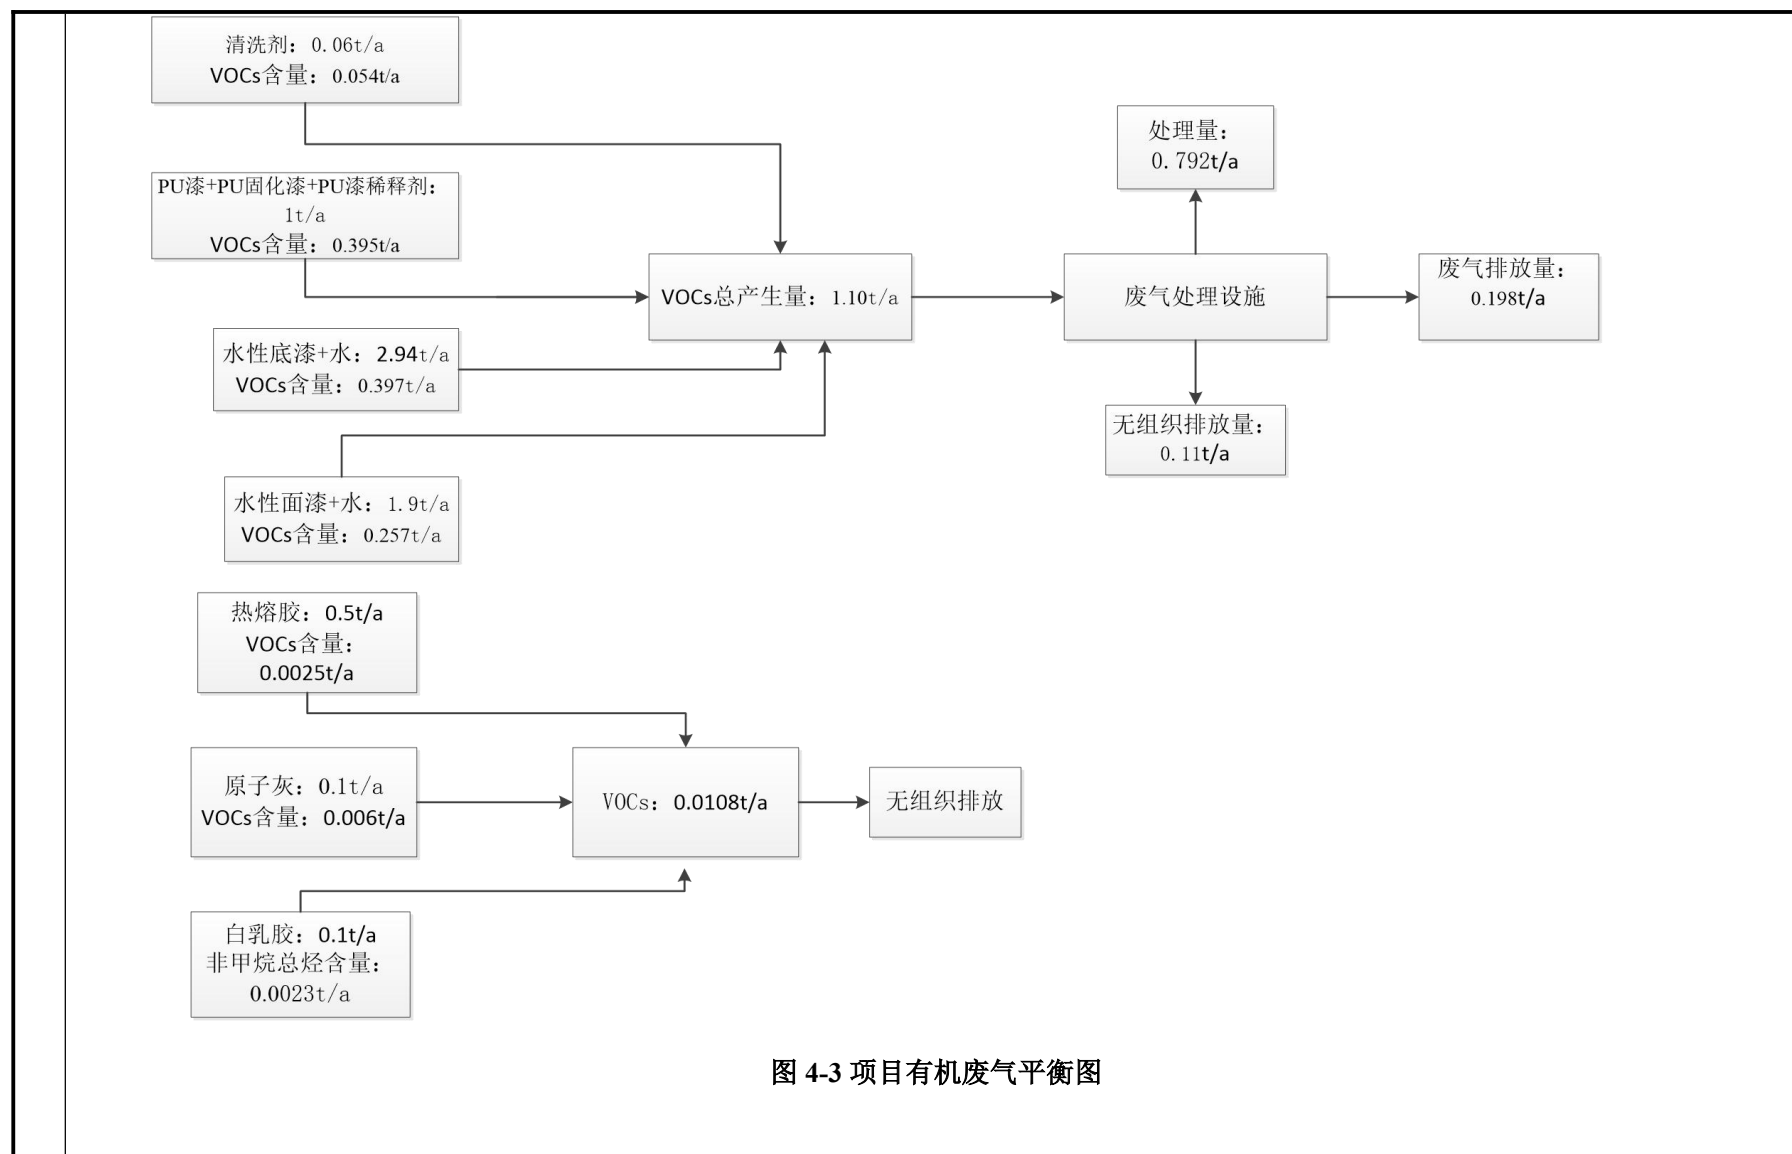 清洗剂：0.06t/a
VOCs含量：0.054t/a
PU漆+PU固化漆+PU漆稀释剂：
1t/a
VOCs含量：0.395t/a
水性底漆+水：2.94t/a
VOCs含量：0.397t/a
水性面漆+水：1.9t/a
VOCs含量：0.257t/a
VOCs总产生量：1.10t/a
处理量：
0.792t/a
废气处理设施
废气排放量：
0.198t/a
无组织排放量：
0.11t/a
热熔胶：0.5t/a
VOCs含量：
0.0025t/a
原子灰：0.1t/a
VOCs含量：0.006t/a
白乳胶：0.1t/a
非甲烷总烃含量：
0.0023t/a
VOCs：0.0108t/a
无组织排放
图 4-3 项目有机废气平衡图